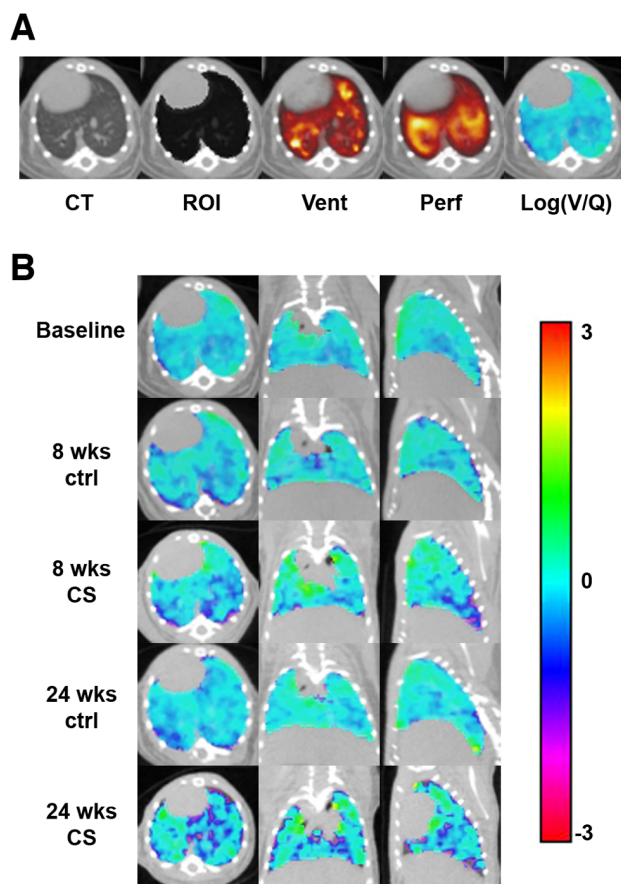 A
CT
ROI
Vent
Perf
Log(V/Q)
B
Baseline
8 wks
ctrl
8 wks
CS
24 wks
ctrl
24 wks
CS
3
0
-3